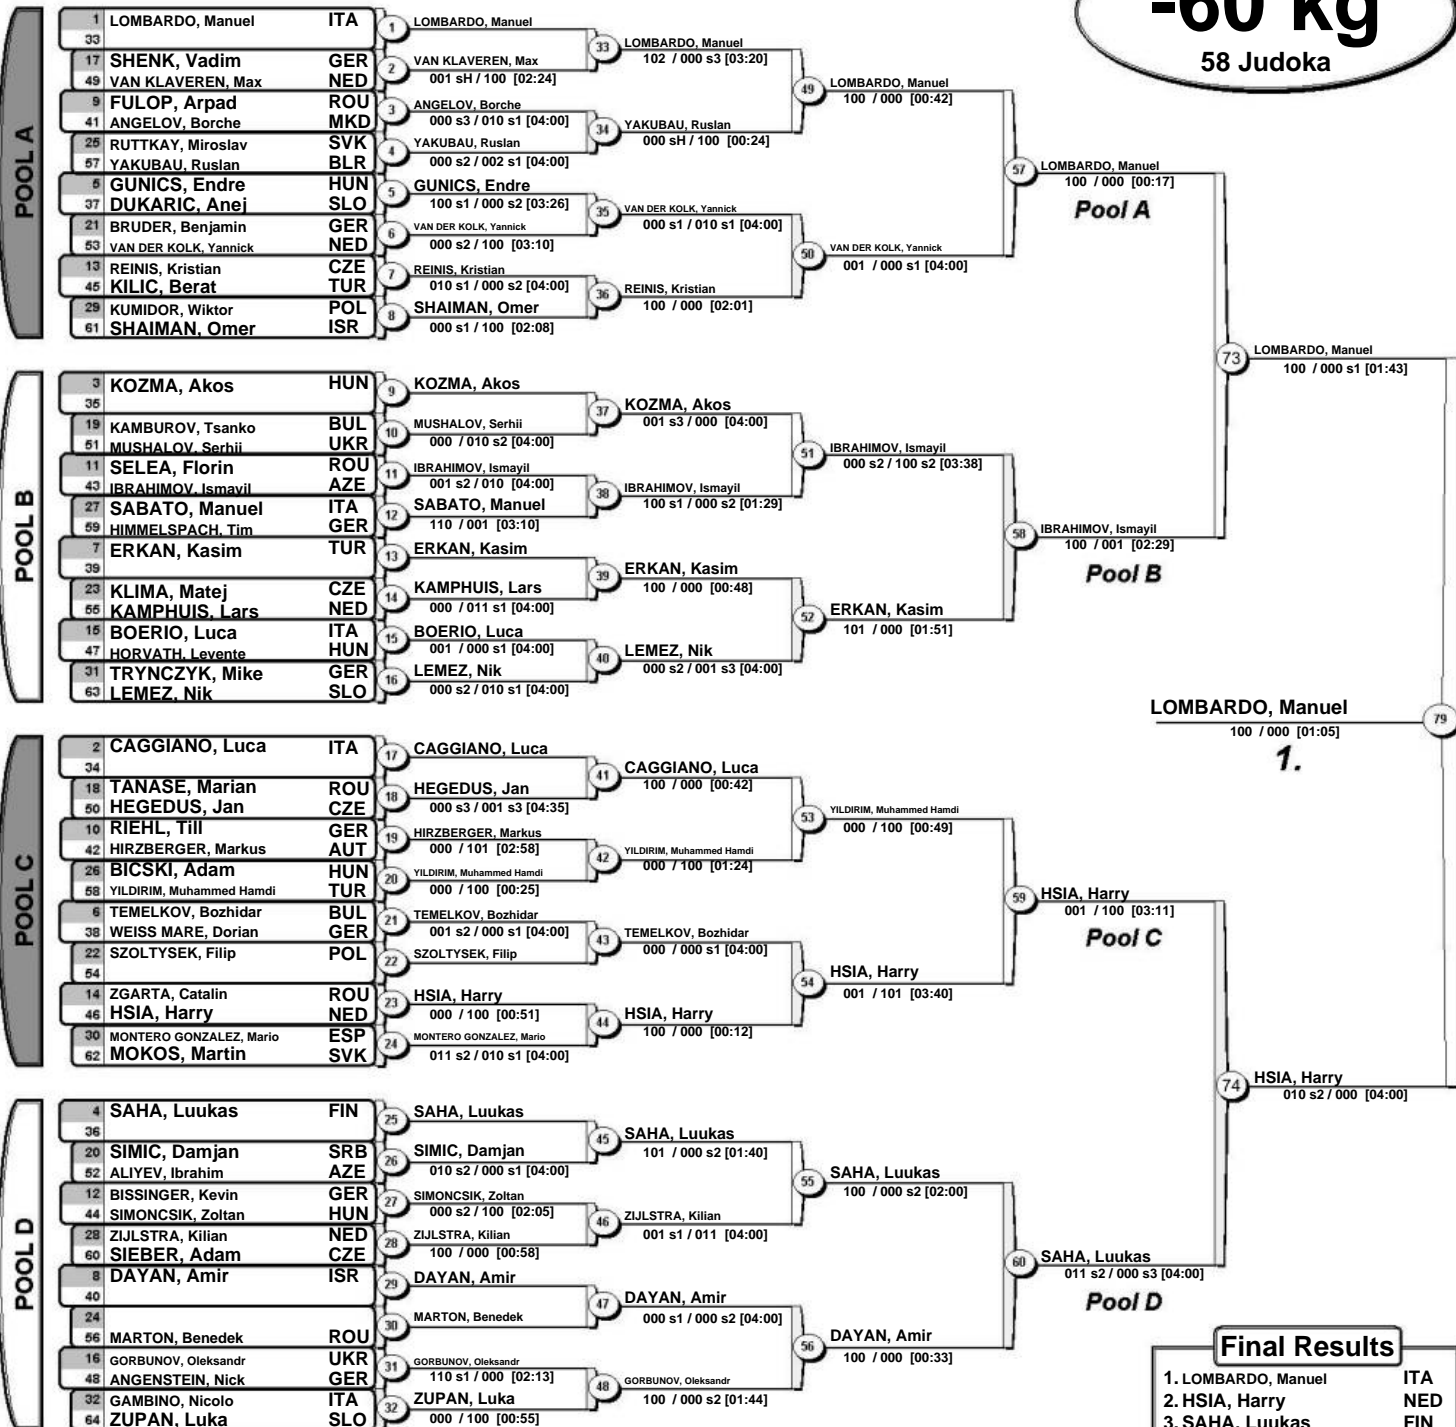 -60 kg
58 Judoka
POOL A
1 LOMBARDO, Manuel ITA
33
17 SHENK, Vadim GER
49 VAN KLAVEREN, Max NED
9 FULOP, Arpad ROU
41 ANGELOV, Borche MKD
25 RUTTKAY, Miroslav SVK
57 YAKUBAU, Ruslan BLR
5 GUNICS, Endre HUN
37 DUKARIC, Anej SLO
21 BRUDER, Benjamin GER
53 VAN DER KOLK, Yannick NED
13 REINIS, Kristian CZE
45 KILIC, Berat TUR
29 KUMIDOR, Wiktor POL
61 SHAIMAN, Omer ISR
1 LOMBARDO, Manuel
2 VAN KLAVEREN, Max
001 sH / 100 [02:24]
3 ANGELOV, Borche
000 s3 / 010 s1 [04:00]
4 YAKUBAU, Ruslan
000 s2 / 002 s1 [04:00]
5 GUNICS, Endre
100 s1 / 000 s2 [03:26]
6 VAN DER KOLK, Yannick
000 s2 / 100 [03:10]
7 REINIS, Kristian
010 s1 / 000 s2 [04:00]
8 SHAIMAN, Omer
000 s1 / 100 [02:08]
33 LOMBARDO, Manuel
102 / 000 s3 [03:20]
34 YAKUBAU, Ruslan
000 sH / 100 [00:24]
35 VAN DER KOLK, Yannick
000 s1 / 010 s1 [04:00]
36 REINIS, Kristian
100 / 000 [02:01]
49 LOMBARDO, Manuel
100 / 000 [00:42]
50 VAN DER KOLK, Yannick
001 / 000 s1 [04:00]
57 LOMBARDO, Manuel
100 / 000 [00:17]
Pool A
POOL B
3 KOZMA, Akos HUN
35
19 KAMBUROV, Tsanko BUL
51 MUSHALOV, Serhii UKR
11 SELEA, Florin ROU
43 IBRAHIMOV, Ismayil AZE
27 SABATO, Manuel ITA
59 HIMMELSPACH, Tim GER
7 ERKAN, Kasim TUR
39
23 KLIMA, Matej CZE
55 KAMPHUIS, Lars NED
15 BOERIO, Luca ITA
47 HORVATH, Levente HUN
31 TRYNCZYK, Mike GER
63 LEMEZ, Nik SLO
9 KOZMA, Akos
10 MUSHALOV, Serhii
000 / 010 s2 [04:00]
11 IBRAHIMOV, Ismayil
001 s2 / 010 [04:00]
12 SABATO, Manuel
110 / 001 [03:10]
13 ERKAN, Kasim
14 KAMPHUIS, Lars
000 / 011 s1 [04:00]
15 BOERIO, Luca
001 / 000 s1 [04:00]
16 LEMEZ, Nik
000 s2 / 010 s1 [04:00]
37 KOZMA, Akos
001 s3 / 000 [04:00]
38 IBRAHIMOV, Ismayil
100 s1 / 000 s2 [01:29]
39 ERKAN, Kasim
100 / 000 [00:48]
40 LEMEZ, Nik
000 s2 / 001 s3 [04:00]
51 IBRAHIMOV, Ismayil
000 s2 / 100 s2 [03:38]
52 ERKAN, Kasim
101 / 000 [01:51]
58 IBRAHIMOV, Ismayil
100 / 001 [02:29]
Pool B
73 LOMBARDO, Manuel
100 / 000 s1 [01:43]
LOMBARDO, Manuel 79
100 / 000 [01:05]
1.
POOL C
2 CAGGIANO, Luca ITA
34
18 TANASE, Marian ROU
50 HEGEDUS, Jan CZE
10 RIEHL, Till GER
42 HIRZBERGER, Markus AUT
26 BICSKI, Adam HUN
58 YILDIRIM, Muhammed Hamdi TUR
6 TEMELKOV, Bozhidar BUL
38 WEISS MARE, Dorian GER
22 SZOLTYSEK, Filip POL
54
14 ZGARTA, Catalin ROU
46 HSIA, Harry NED
30 MONTERO GONZALEZ, Mario ESP
62 MOKOS, Martin SVK
17 CAGGIANO, Luca
18 HEGEDUS, Jan
000 s3 / 001 s3 [04:35]
19 HIRZBERGER, Markus
000 / 101 [02:58]
20 YILDIRIM, Muhammed Hamdi
000 / 100 [00:25]
21 TEMELKOV, Bozhidar
001 s2 / 000 s1 [04:00]
22 SZOLTYSEK, Filip
23 HSIA, Harry
000 / 100 [00:51]
24 MONTERO GONZALEZ, Mario
011 s2 / 010 s1 [04:00]
41 CAGGIANO, Luca
100 / 000 [00:42]
42 YILDIRIM, Muhammed Hamdi
000 / 100 [01:24]
43 TEMELKOV, Bozhidar
000 / 000 s1 [04:00]
44 HSIA, Harry
100 / 000 [00:12]
53 YILDIRIM, Muhammed Hamdi
000 / 100 [00:49]
54 HSIA, Harry
001 / 101 [03:40]
59 HSIA, Harry
001 / 100 [03:11]
Pool C
74 HSIA, Harry
010 s2 / 000 [04:00]
POOL D
4 SAHA, Luukas FIN
36
20 SIMIC, Damjan SRB
52 ALIYEV, Ibrahim AZE
12 BISSINGER, Kevin GER
44 SIMONCSIK, Zoltan HUN
28 ZIJLSTRA, Kilian NED
60 SIEBER, Adam CZE
8 DAYAN, Amir ISR
40
24
56 MARTON, Benedek ROU
16 GORBUNOV, Oleksandr UKR
48 ANGENSTEIN, Nick GER
32 GAMBINO, Nicolo ITA
64 ZUPAN, Luka SLO
25 SAHA, Luukas
26 SIMIC, Damjan
010 s2 / 000 s1 [04:00]
27 SIMONCSIK, Zoltan
000 s2 / 100 [02:05]
28 ZIJLSTRA, Kilian
100 / 000 [00:58]
29 DAYAN, Amir
30 MARTON, Benedek
31 GORBUNOV, Oleksandr
110 s1 / 000 [02:13]
32 ZUPAN, Luka
000 / 100 [00:55]
45 SAHA, Luukas
101 / 000 s2 [01:40]
46 ZIJLSTRA, Kilian
001 s1 / 011 [04:00]
47 DAYAN, Amir
000 s1 / 000 s2 [04:00]
48 GORBUNOV, Oleksandr
100 / 000 s2 [01:44]
55 SAHA, Luukas
100 / 000 s2 [02:00]
56 DAYAN, Amir
100 / 000 [00:33]
60 SAHA, Luukas
011 s2 / 000 s3 [04:00]
Pool D
Final Results
1. LOMBARDO, Manuel ITA
2. HSIA, Harry NED
3. SAHA, Luukas FIN